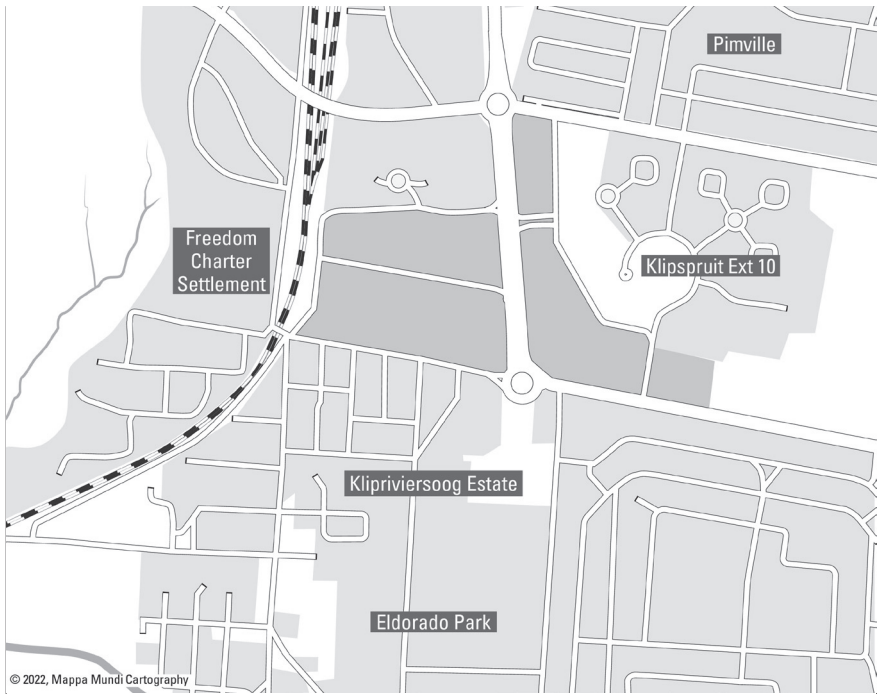 Pimville
Freedom
Charter
Settlement
Klipspruit Ext 10
Klipriviersoog Estate
Eldorado Park
© 2022, Mappa Mundi Cartography